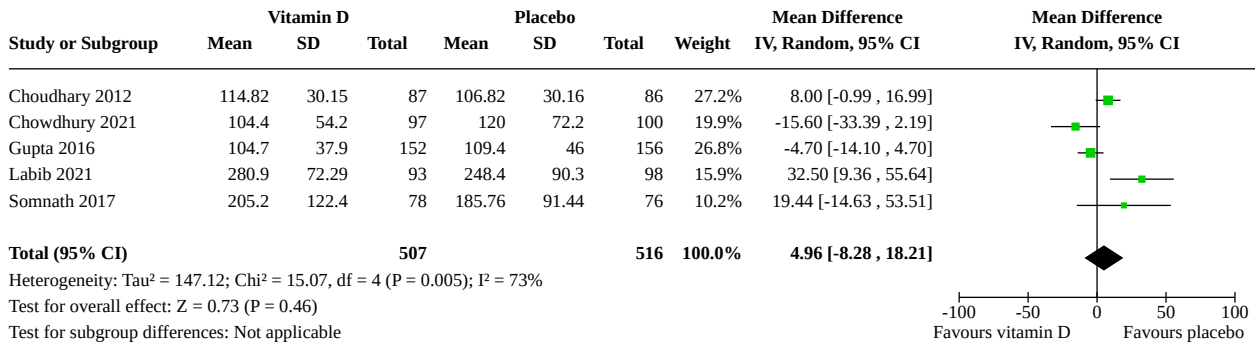 Vitamin D Placebo Mean Difference Mean Difference
Study or Subgroup Mean SD Total Mean SD Total Weight IV, Random, 95% CI IV, Random, 95% CI
Choudhary 2012 114.82 30.15 87 106.82 30.16 86 27.2% 8.00 [-0.99 , 16.99]
Chowdhury 2021 104.4 54.2 97 120 72.2 100 19.9% -15.60 [-33.39 , 2.19]
Gupta 2016 104.7 37.9 152 109.4 46 156 26.8% -4.70 [-14.10 , 4.70]
Labib 2021 280.9 72.29 93 248.4 90.3 98 15.9% 32.50 [9.36 , 55.64]
Somnath 2017 205.2 122.4 78 185.76 91.44 76 10.2% 19.44 [-14.63 , 53.51]
Total (95% CI) 507 516 100.0% 4.96 [-8.28 , 18.21]
Heterogeneity: Tau² = 147.12; Chi² = 15.07, df = 4 (P = 0.005); I² = 73%
Test for overall effect: Z = 0.73 (P = 0.46)
-100 -50 0 50 100
Test for subgroup differences: Not applicable
Favours vitamin D Favours placebo